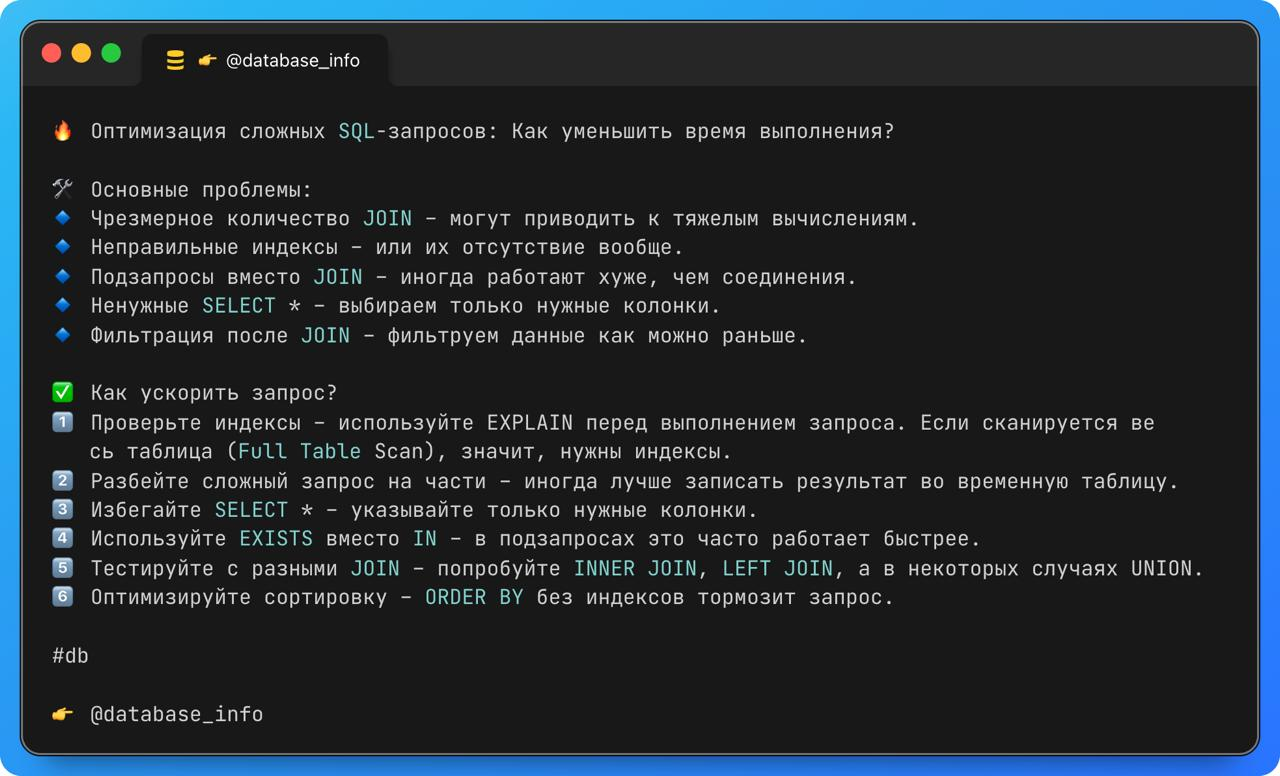 👉 @database_info
🔥 Оптимизация сложных SQL-запросов: Как уменьшить время выполнения?
🛠 Основные проблемы:
🔹 Чрезмерное количество JOIN – могут приводить к тяжелым вычислениям.
🔹 Неправильные индексы – или их отсутствие вообще.
🔹 Подзапросы вместо JOIN – иногда работают хуже, чем соединения.
🔹 Ненужные SELECT * – выбираем только нужные колонки.
🔹 Фильтрация после JOIN – фильтруем данные как можно раньше.
✅ Как ускорить запрос?
1️⃣ Проверьте индексы – используйте EXPLAIN перед выполнением запроса. Если сканируется ве
сь таблица (Full Table Scan), значит, нужны индексы.
2️⃣ Разбейте сложный запрос на части – иногда лучше записать результат во временную таблицу.
3️⃣ Избегайте SELECT * – указывайте только нужные колонки.
4️⃣ Используйте EXISTS вместо IN – в подзапросах это часто работает быстрее.
5️⃣ Тестируйте с разными JOIN – попробуйте INNER JOIN, LEFT JOIN, а в некоторых случаях UNION.
6️⃣ Оптимизируйте сортировку – ORDER BY без индексов тормозит запрос.
#db
👉 @database_info